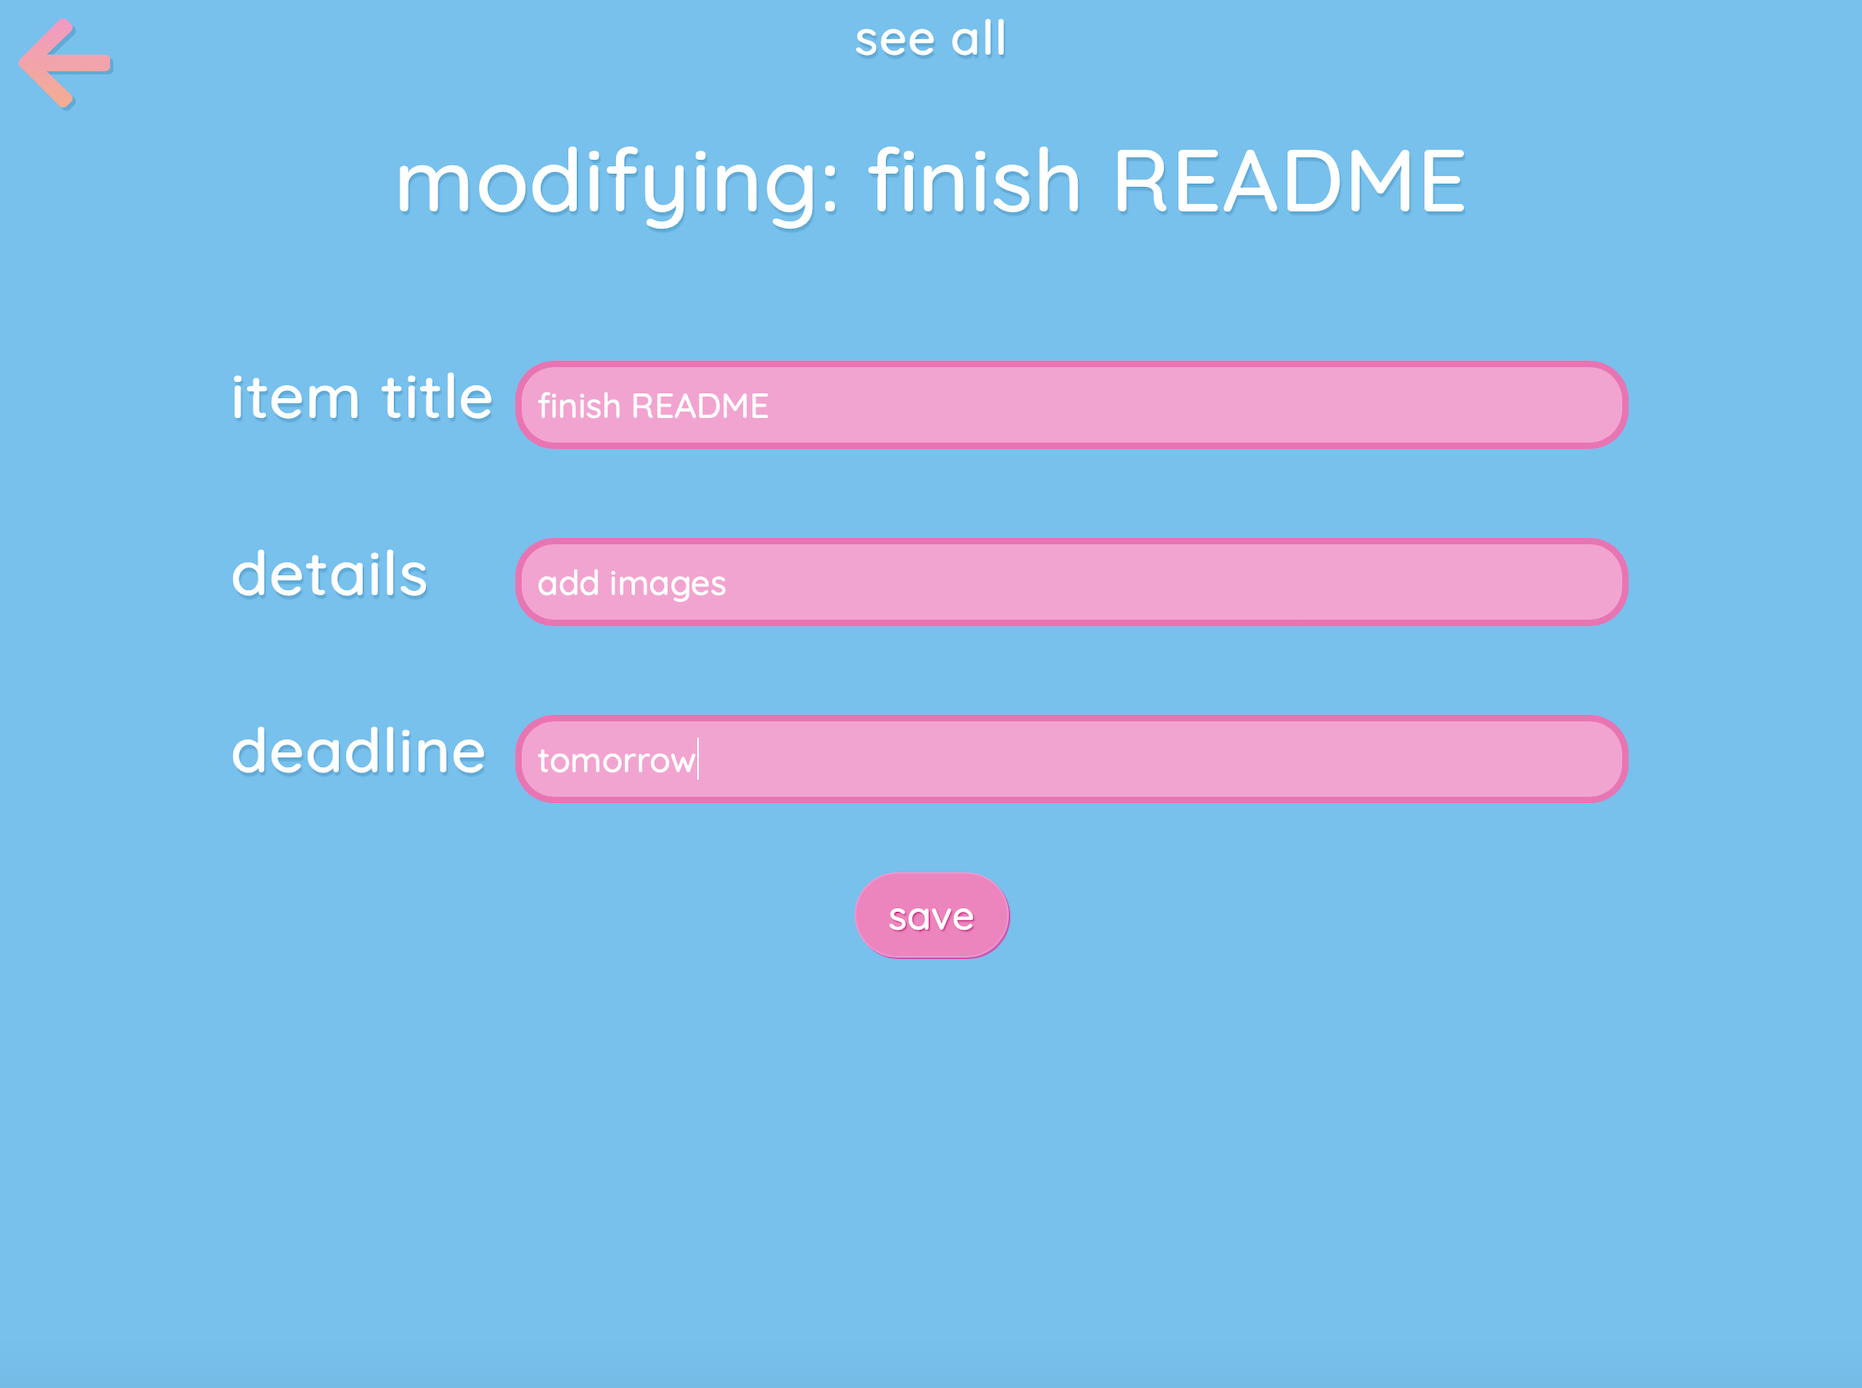 see all
modifying: finish README
item title
finish README
details
add images
deadline
tomorrow
save